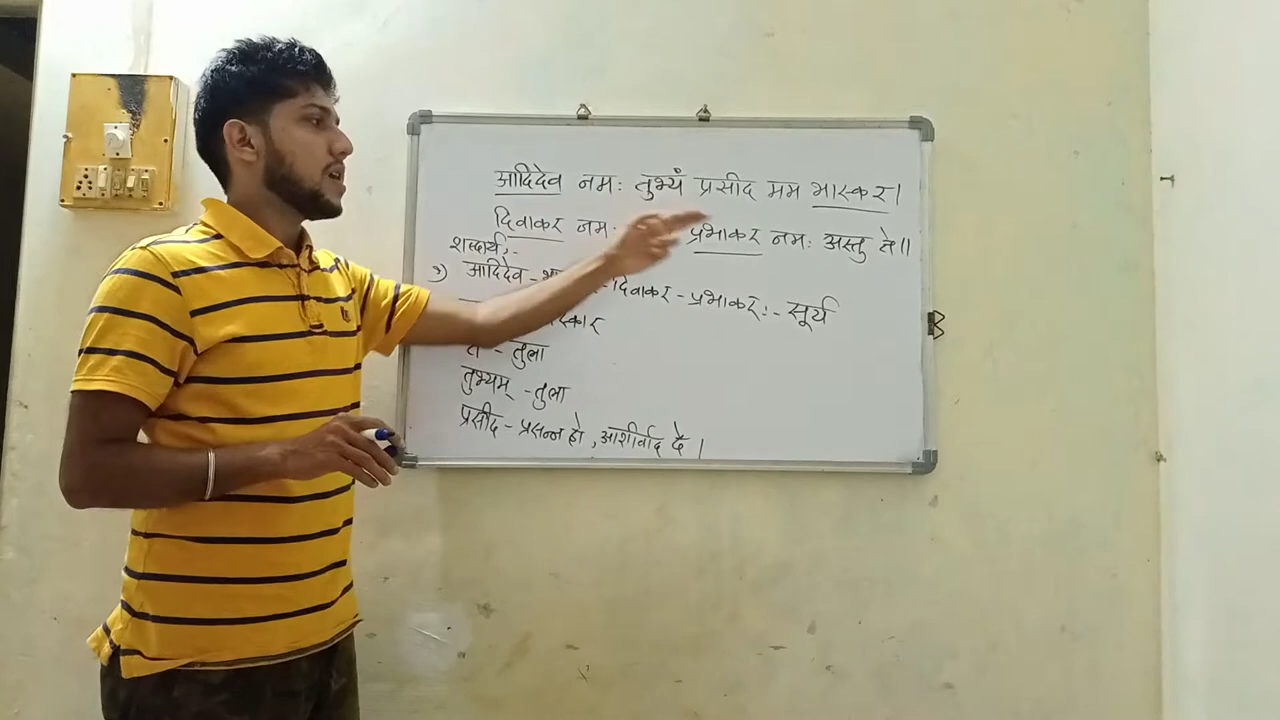 आदिदेव नमः तुभ्यं प्रसीद मम भास्कर।
दिवाकर नमः प्रभाकर नमः अस्तु ते॥
शब्दार्थ:-
१) आदिदेव - दिवाकर - प्रभाकर:- सूर्य
ते - तुला
तुभ्यम् - तुला
प्रसीद - प्रसन्न हो, आशीर्वाद दे।